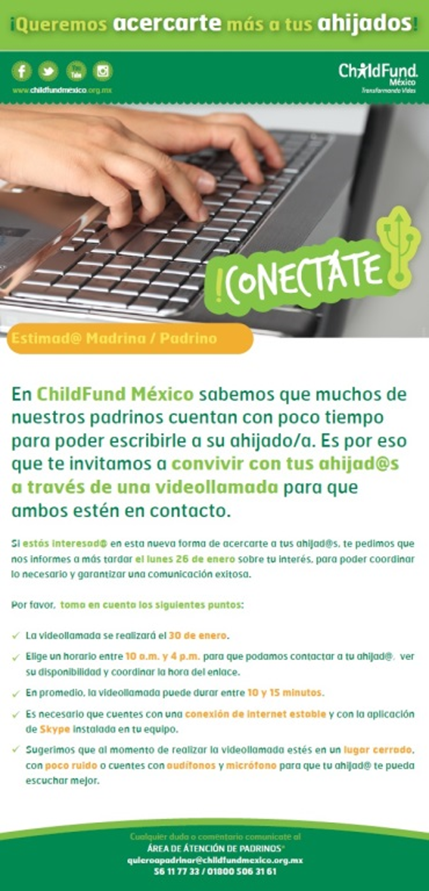 ¡Queremos acercarte más a tus ahijados!
You
Tube
www.childfundmexico.org.mx
ChildFund.
México
Transformando Vidas
!CONECTATE
Estimad@ Madrina / Padrino
En ChildFund México sabemos que muchos de
nuestros padrinos cuentan con poco tiempo
para poder escribirle a su ahijado/a. Es por eso
que te invitamos a convivir con tus ahijad@s
a través de una videollamada para que
ambos estén en contacto.
Si estás interesad@ en esta nueva forma de acercarte a tus ahijad@s, te pedimos que
nos informes a más tardar el lunes 26 de enero sobre tu interés, para poder coordinar
lo necesario y garantizar una comunicación exitosa.
Por favor, tomo en cuenta los siguientes puntos:
La videollamada se realizará el 30 de enero.
Elige un horario entre 10 a.m. y 4 p.m. para que podamos contactar a tu ahijad@, ver
su disponibilidad y coordinar la hora del enlace.
En promedio, la videollamada puede durar entre 10 y 15 minutos.
Es necesario que cuentes con una conexión de internet estable y con la aplicación
de Skype instalada en tu equipo.
Sugerimos que al momento de realizar la videollamada estés en un lugar cerrado,
con poco ruido o cuentes con audífonos y micrófono para que tu ahijad@ te pueda
escuchar mejor.
Cualquier duda o comentario comunicate al
ÁREA DE ÁTENCIÓN DE PADRINOS"
quieroapadrinar@childfundmexico.org.mx
56 11 77 33 / 01800 506 31 61